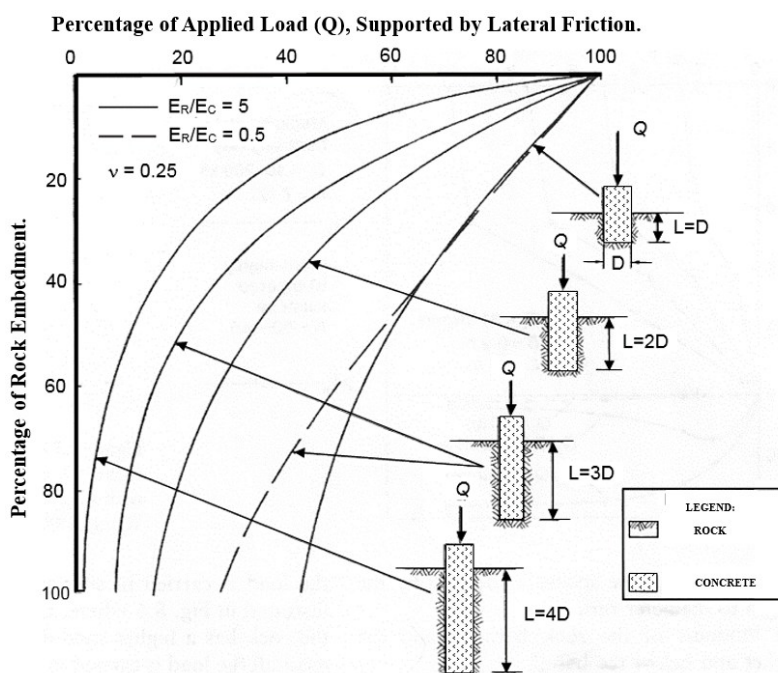 Percentage of Applied Load (Q), Supported by Lateral Friction.
0 20 40 60 80 100
E_R/E_C = 5
E_R/E_C = 0.5
ν = 0.25
Percentage of Rock Embedment.
20
40
60
80
100
Q
L=D
D
Q
L=2D
Q
L=3D
Q
L=4D
LEGEND:
ROCK
CONCRETE